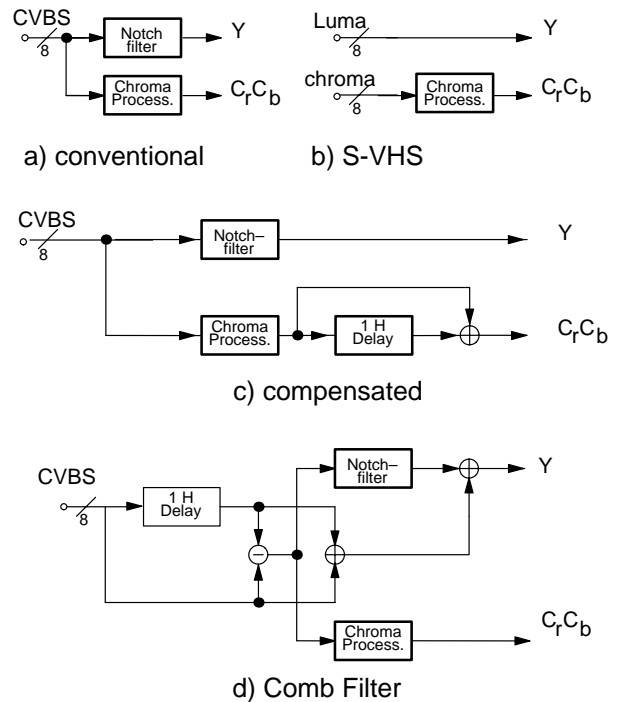 CVBS
8
Notch
filter
Y
Chroma
Process.
CrCb
a) conventional
Luma
8
Y
chroma
8
Chroma
Process.
CrCb
b) S-VHS
CVBS
8
Notch–
filter
Y
Chroma
Process.
1 H
Delay
CrCb
c) compensated
CVBS
8
1 H
Delay
Notch–
filter
Y
Chroma
Process.
CrCb
d) Comb Filter